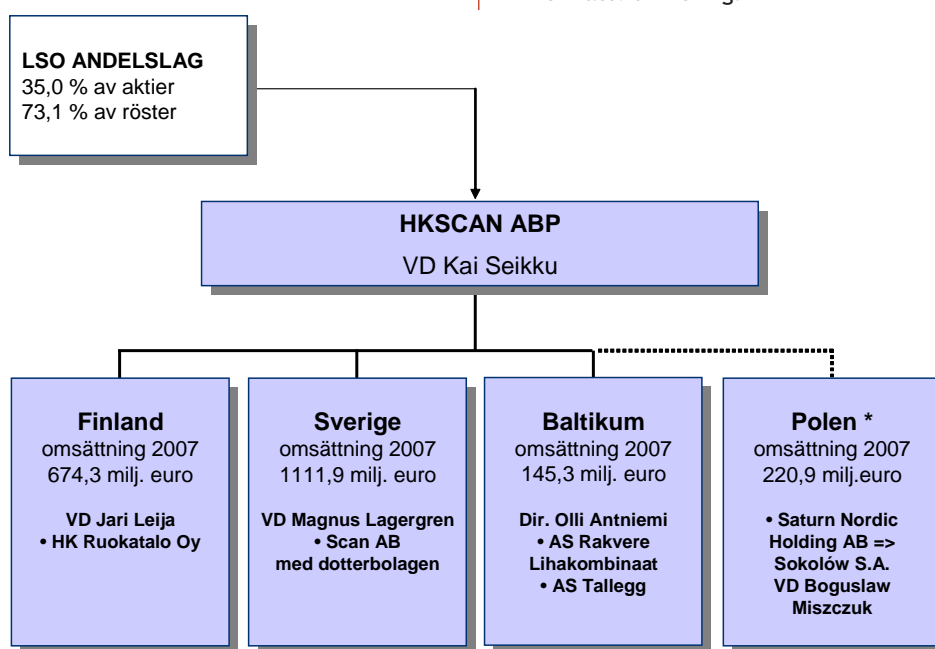 LSO ANDELSLAG
35,0 % av aktier
73,1 % av röster
HKSCAN ABP
VD Kai Seikku
Finland
omsättning 2007
674,3 milj. euro
VD Jari Leija
• HK Ruokatalo Oy
Sverige
omsättning 2007
1111,9 milj. euro
VD Magnus Lagergren
• Scan AB
med dotterbolagen
Baltikum
omsättning 2007
145,3 milj. euro
Dir. Olli Antniemi
• AS Rakvere
Lihakombinaat
• AS Tallegg
Polen *
omsättning 2007
220,9 milj.euro
• Saturn Nordic
Holding AB =>
Sokolów S.A.
VD Boguslaw
Miszczuk